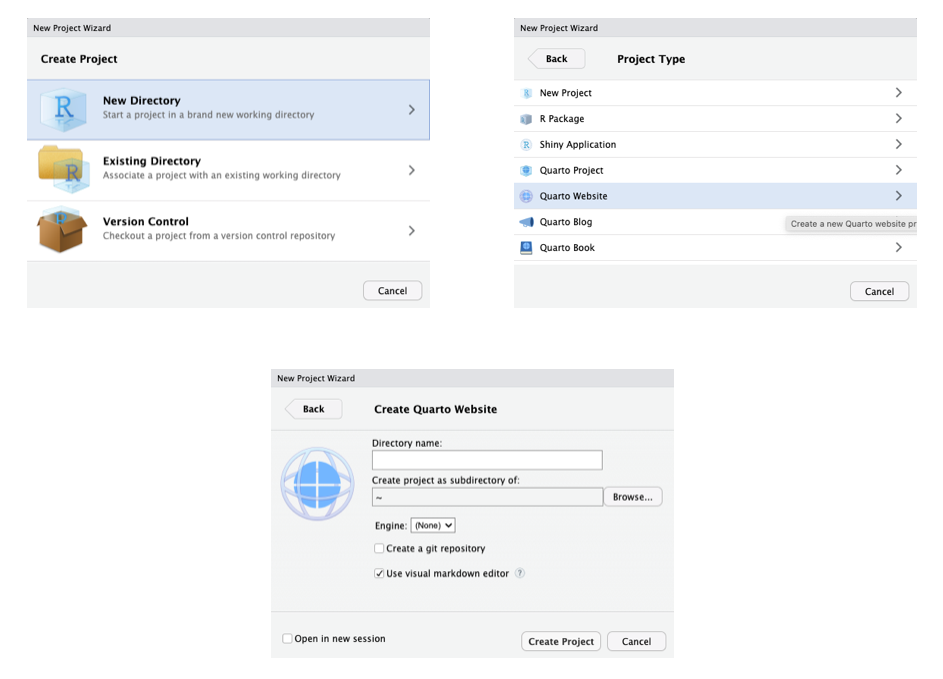 New Project Wizard
Create Project
New Directory
Start a project in a brand new working directory
Existing Directory
Associate a project with an existing working directory
Version Control
Checkout a project from a version control repository
Cancel
New Project Wizard
Back
Project Type
New Project
R Package
Shiny Application
Quarto Project
Quarto Website
Quarto Blog
Create a new Quarto website pr
Quarto Book
Cancel
New Project Wizard
Back
Create Quarto Website
Directory name:
Create project as subdirectory of:
~
Browse...
Engine: (None)
Create a git repository
Use visual markdown editor ?
Open in new session
Create Project
Cancel